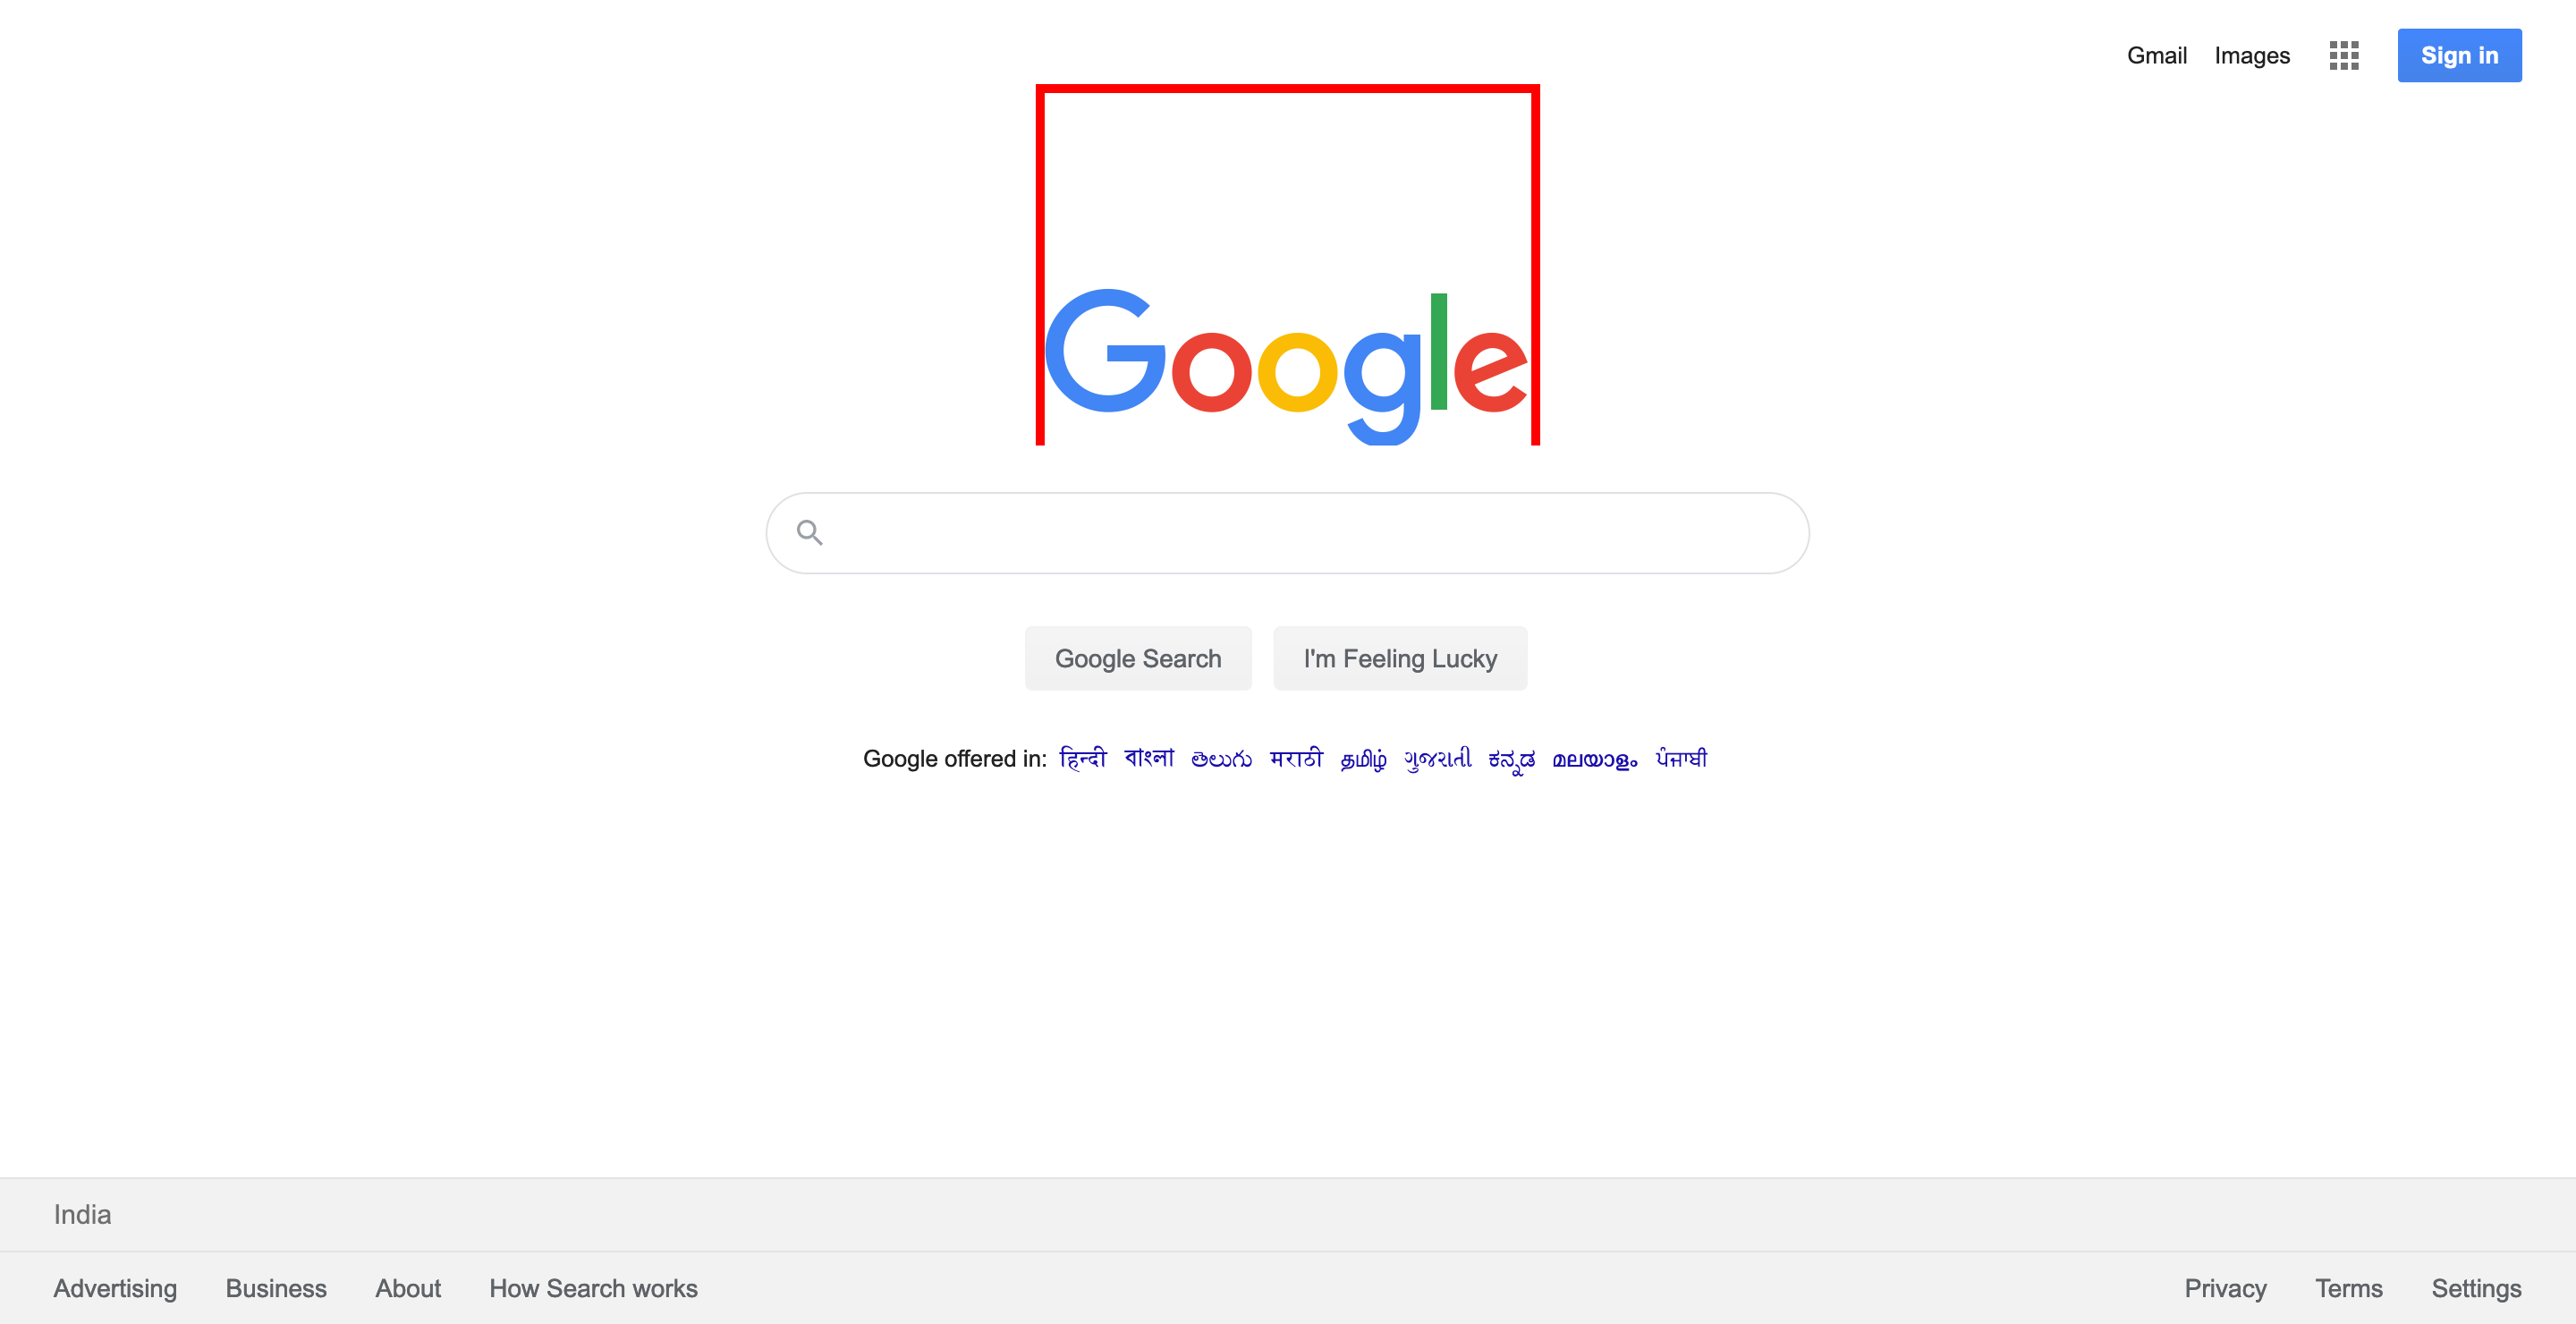 Gmail Images Sign in
Google
Google Search I'm Feeling Lucky
Google offered in: हिन्दी বাংলা తెలుగు मराठी தமிழ் ગુજરાતી ಕನ್ನಡ മലയാളം ਪੰਜਾਬੀ
India
Advertising Business About How Search works Privacy Terms Settings